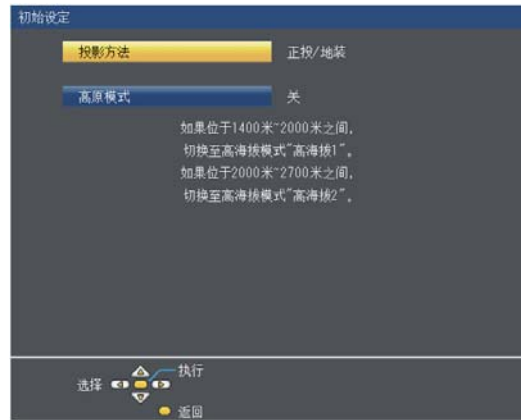 初始设定
投影方法 正投/地装
高原模式 关
如果位于1400米~2000米之间,
切换至高海拔模式"高海拔1"。
如果位于2000米~2700米之间,
切换至高海拔模式"高海拔2"。
执行
选择
返回